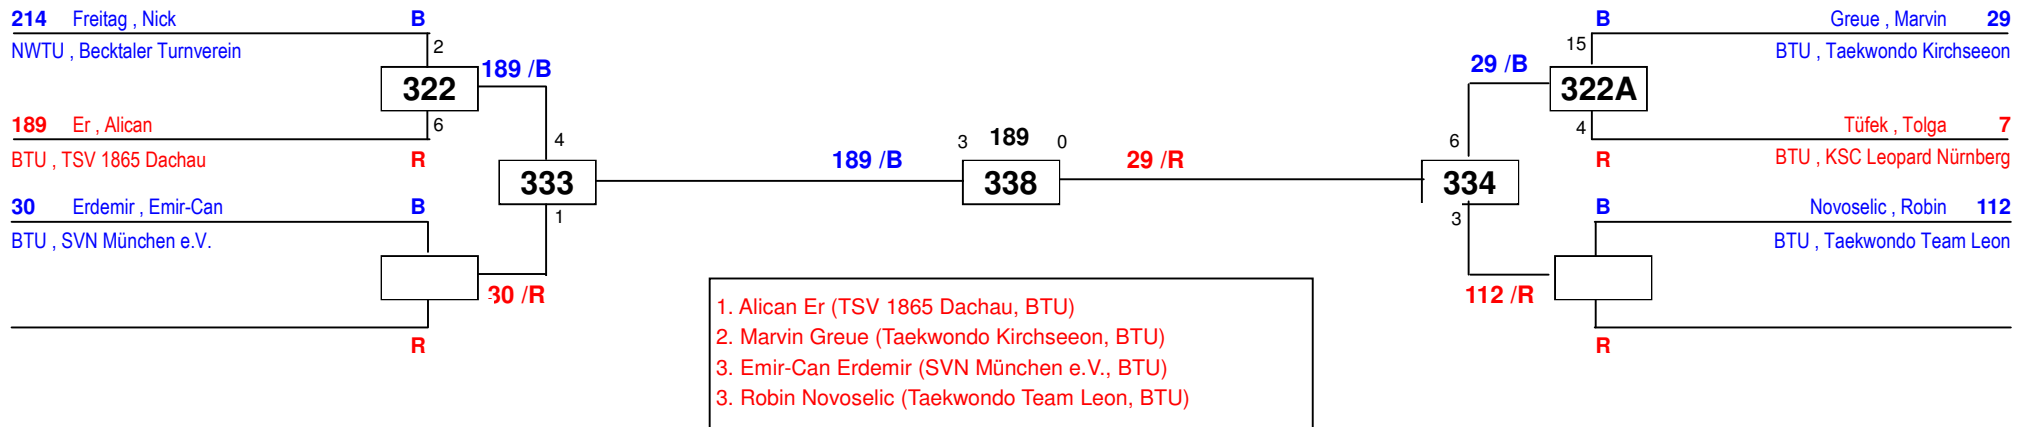 214 Freitag , Nick B
NWTU , Becktaler Turnverein
2
322
189 /B
189 Er , Alican
6
BTU , TSV 1865 Dachau R
4
333
1
30 Erdemir , Emir-Can B
BTU , SVN München e.V.
30 /R
R
189 /B
3 189 0
338
29 /R
B Greue , Marvin 29
15
BTU , Taekwondo Kirchseeon
29 /B
322A
4
Tüfek , Tolga 7
R BTU , KSC Leopard Nürnberg
6
334
3
B Novoselic , Robin 112
BTU , Taekwondo Team Leon
112 /R
R
1. Alican Er (TSV 1865 Dachau, BTU)
2. Marvin Greue (Taekwondo Kirchseeon, BTU)
3. Emir-Can Erdemir (SVN München e.V., BTU)
3. Robin Novoselic (Taekwondo Team Leon, BTU)